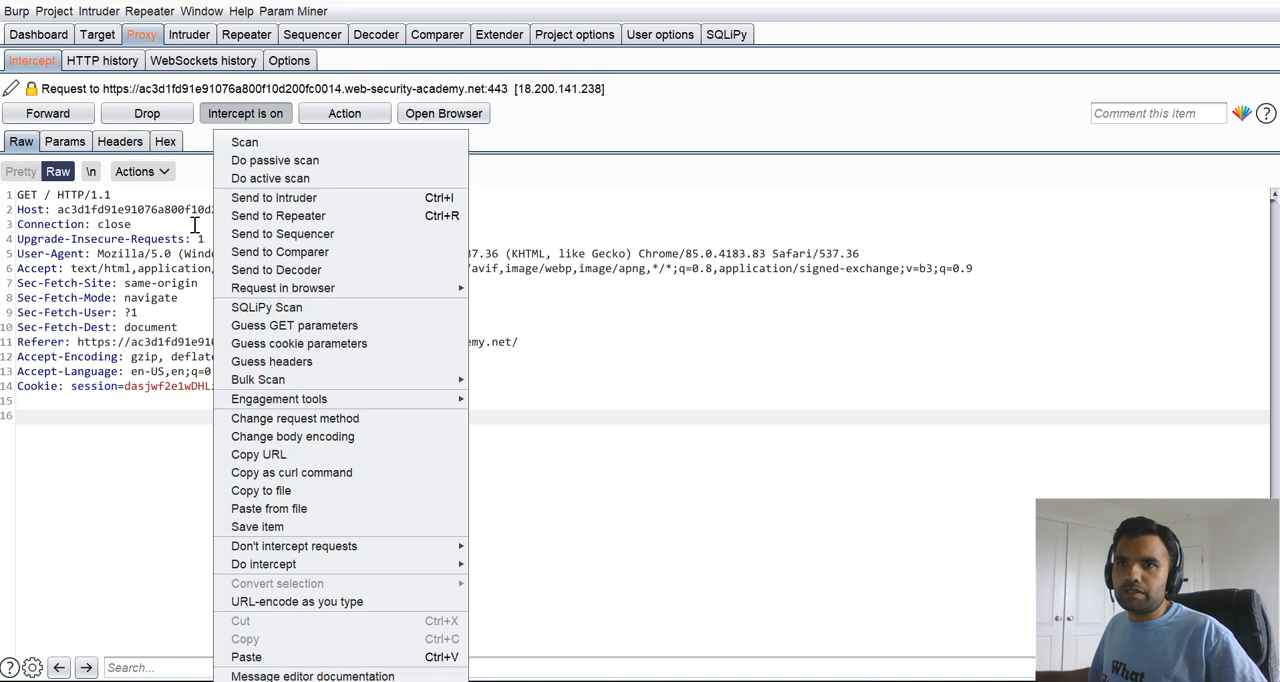 Burp Project Intruder Repeater Window Help Param Miner
Dashboard Target Proxy Intruder Repeater Sequencer Decoder Comparer Extender Project options User options SQLiPy
Intercept HTTP history WebSockets history Options
Request to https://ac3d1fd91e91076a800f10d200fc0014.web-security-academy.net:443 [18.200.141.238]
Forward Drop Intercept is on Action Open Browser Comment this item ?
Raw Params Headers Hex
Pretty Raw \n Actions
1 GET / HTTP/1.1
2 Host: ac3d1fd91e91076a800f10d2
3 Connection: close
4 Upgrade-Insecure-Requests: 1
5 User-Agent: Mozilla/5.0 (Windo 37.36 (KHTML, like Gecko) Chrome/85.0.4183.83 Safari/537.36
6 Accept: text/html,application/ /avif,image/webp,image/apng,*/*;q=0.8,application/signed-exchange;v=b3;q=0.9
7 Sec-Fetch-Site: same-origin
8 Sec-Fetch-Mode: navigate
9 Sec-Fetch-User: ?1
10 Sec-Fetch-Dest: document
11 Referer: https://ac3d1fd91e910 emy.net/
12 Accept-Encoding: gzip, deflate
13 Accept-Language: en-US,en;q=0
14 Cookie: session=dasjwf2e1wDHL
15
16
Scan
Do passive scan
Do active scan
Send to Intruder Ctrl+I
Send to Repeater Ctrl+R
Send to Sequencer
Send to Comparer
Send to Decoder
Request in browser
SQLiPy Scan
Guess GET parameters
Guess cookie parameters
Guess headers
Bulk Scan
Engagement tools
Change request method
Change body encoding
Copy URL
Copy as curl command
Copy to file
Paste from file
Save item
Don't intercept requests
Do intercept
Convert selection
URL-encode as you type
Cut Ctrl+X
Copy Ctrl+C
Paste Ctrl+V
Message editor documentation
? Search...
What